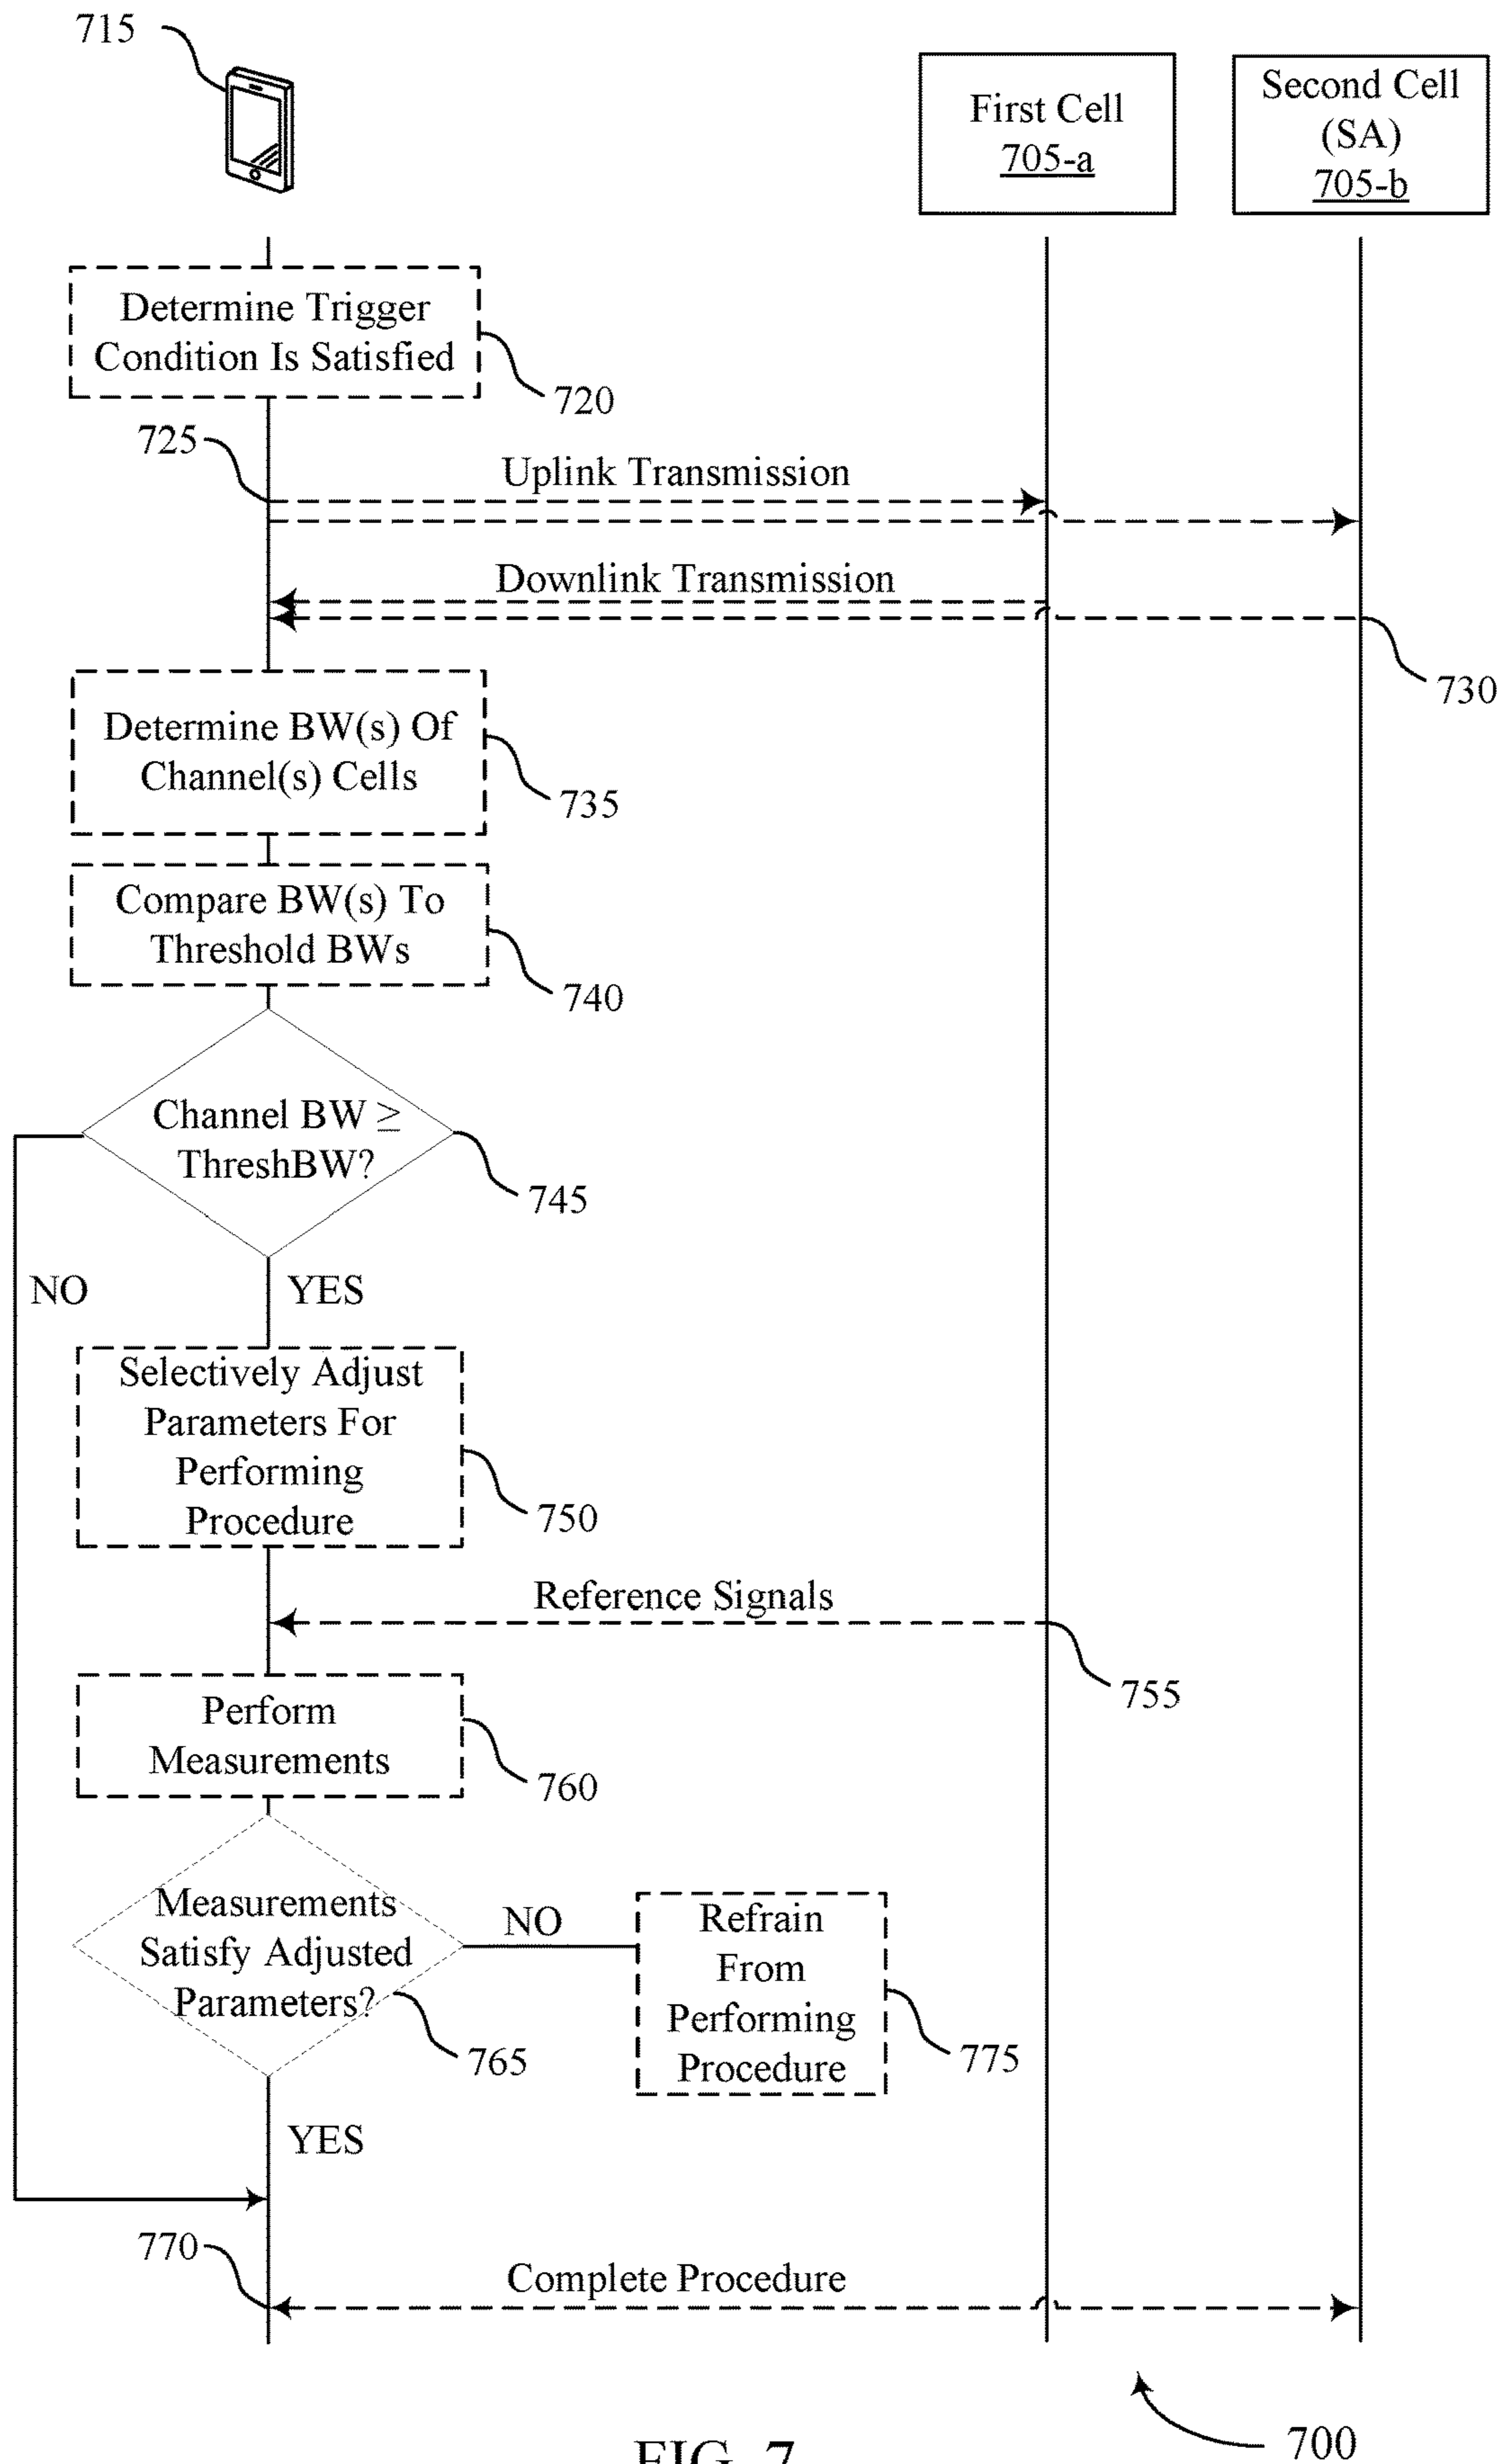 715
First Cell
705-a
Second Cell
(SA)
705-b
Determine Trigger
Condition Is Satisfied
720
725
Uplink Transmission
Downlink Transmission
730
Determine BW(s) Of
Channel(s) Cells
735
Compare BW(s) To
Threshold BWs
740
Channel BW ≥
ThreshBW?
745
NO
YES
Selectively Adjust
Parameters For
Performing
Procedure
750
Reference Signals
755
Perform
Measurements
760
Measurements
Satisfy Adjusted
Parameters?
765
NO
Refrain
From
Performing
Procedure
775
YES
770
Complete Procedure
700
FIG. 7